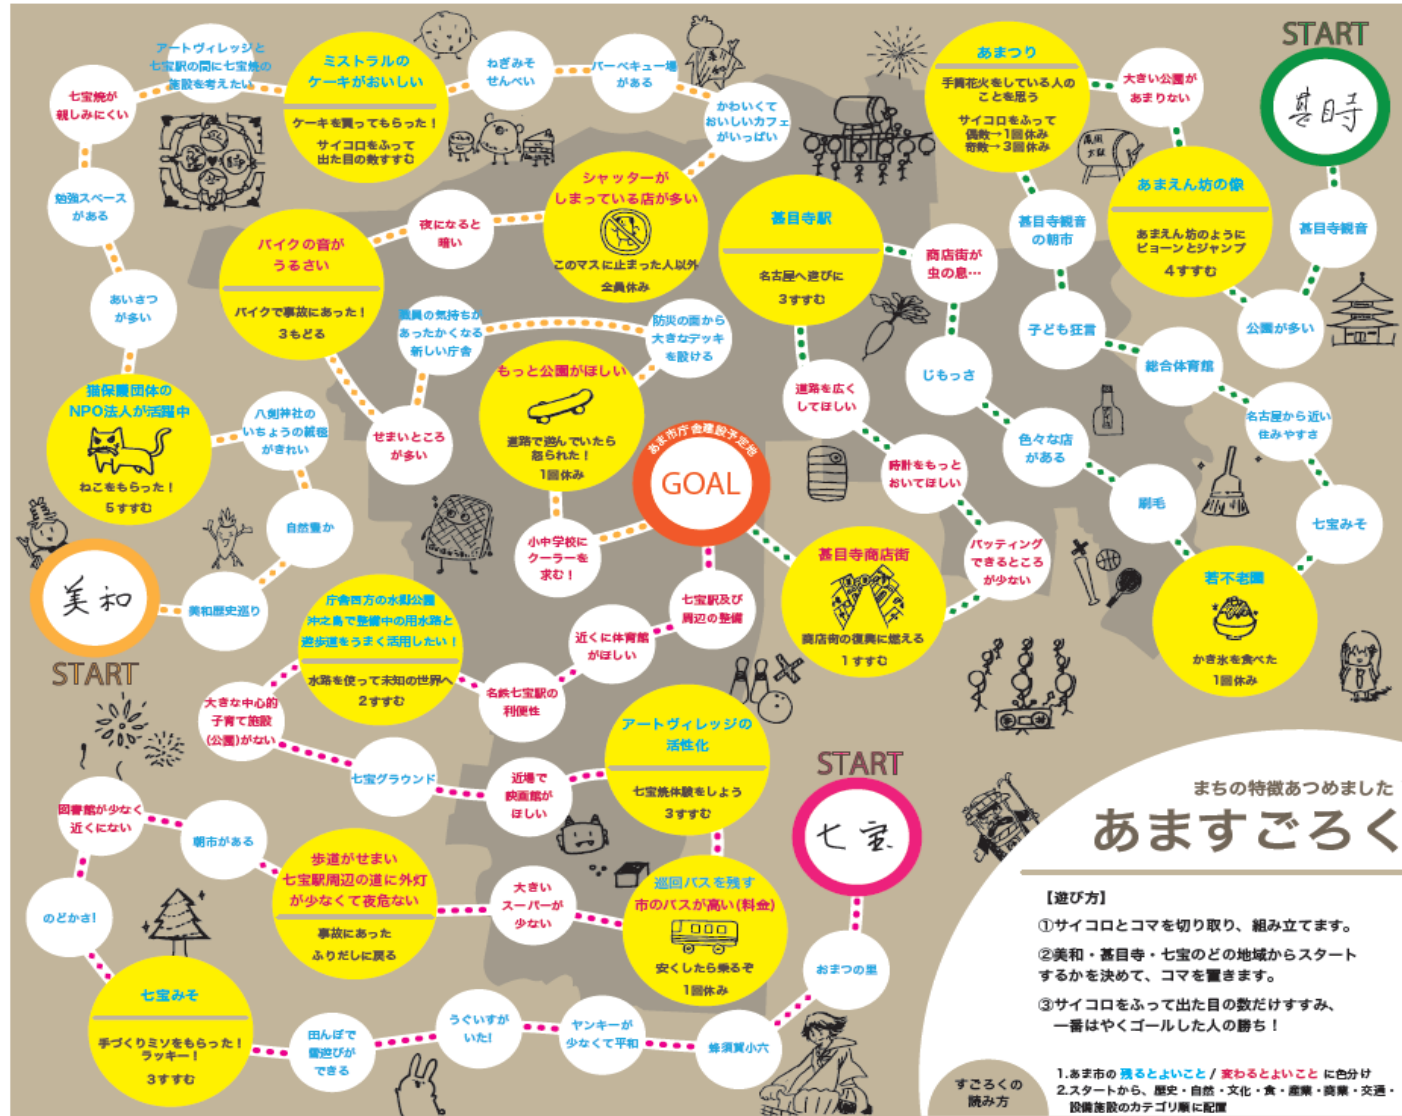 START
甚目寺
甚目寺観音
公園が多い
あまえん坊の像
あまえん坊のように
ピョーンとジャンプ
4すすむ
大きい公園が
あまりない
あまつり
手筒花火をしている人の
ことを思う
サイコロをふって
偶数→1回休み
奇数→3回休み
甚目寺観音
の朝市
子ども狂言
総合体育館
名古屋から近い
住みやすさ
七宝みそ
若不老園
かき氷を食べた
1回休み
刷毛
色々な店
がある
じもっさ
商店街が
虫の息…
甚目寺駅
名古屋へ遊びに
3すすむ
道路を広く
してほしい
時計をもっと
おいてほしい
バッティング
できるところ
が少ない
甚目寺商店街
商店街の復興に燃える
1すすむ
あま市庁舎建設予定地
GOAL
美和
START
美和歴史巡り
自然豊か
八剣神社の
いちょうの絨毯
がきれい
猫保護団体の
NPO法人が活躍中
ねこをもらった！
5すすむ
あいさつ
が多い
勉強スペース
がある
七宝焼が
親しみにくい
アートヴィレッジと
七宝駅の間に七宝焼の
施設を考えたい
ミストラルの
ケーキがおいしい
ケーキを買ってもらった！
サイコロをふって
出た目の数すすむ
ねぎみそ
せんべい
バーベキュー場
がある
かわいくて
おいしいカフェ
がいっぱい
シャッターが
しまっている店が多い
このマスに止まった人以外
全員休み
夜になると
暗い
バイクの音が
うるさい
バイクで事故にあった！
3もどる
せまいところ
が多い
職員の気持ちが
あったかくなる
新しい庁舎
防災の面から
大きなデッキ
を設ける
もっと公園がほしい
道路で遊んでいたら
怒られた！
1回休み
小中学校に
クーラーを
求む！
START
七宝
おまつの里
蜂須賀小六
ヤンキーが
少なくて平和
うぐいすが
いた!
田んぼで
雪遊びが
できる
七宝みそ
手づくりミソをもらった！
ラッキー！
3すすむ
のどかさ!
図書館が少なく
近くにない
朝市がある
歩道がせまい
七宝駅周辺の道に外灯
が少なくて夜危ない
事故にあった
ふりだしに戻る
大きい
スーパーが
少ない
巡回バスを残す
市のバスが高い(料金)
安くしたら乗るぞ
1回休み
アートヴィレッジの
活性化
七宝焼体験をしよう
3すすむ
近場で
映画館が
ほしい
七宝グラウンド
大きな中心的
子育て施設
(公園)がない
庁舎西方の水郷公園
沖之島で整備中の用水路と
遊歩道をうまく活用したい！
水路を使って未知の世界へ
2すすむ
名鉄七宝駅の
利便性
近くに体育館
がほしい
七宝駅及び
周辺の整備
まちの特徴あつめました
あますごろく
【遊び方】
①サイコロとコマを切り取り、組み立てます。
②美和・甚目寺・七宝のどの地域からスタート
するかを決めて、コマを置きます。
③サイコロをふって出た目の数だけすすみ、
一番はやくゴールした人の勝ち！
すごろくの
読み方
1.あま市の 残るとよいこと / 変わるとよいこと に色分け
2.スタートから、歴史・自然・文化・食・産業・商業・交通・
設備施設のカテゴリ順に配置